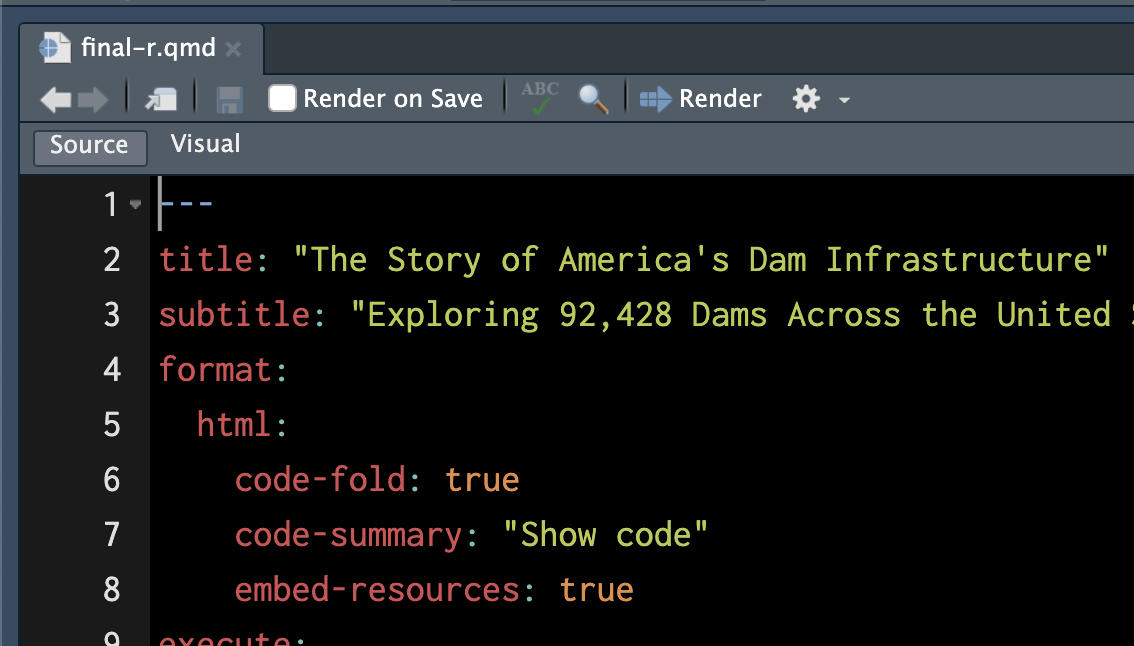 final-r.qmd
Render on Save ABC Render
Source Visual
1 ---
2 title: "The Story of America's Dam Infrastructure"
3 subtitle: "Exploring 92,428 Dams Across the United
4 format:
5 html:
6 code-fold: true
7 code-summary: "Show code"
8 embed-resources: true
9 execute: